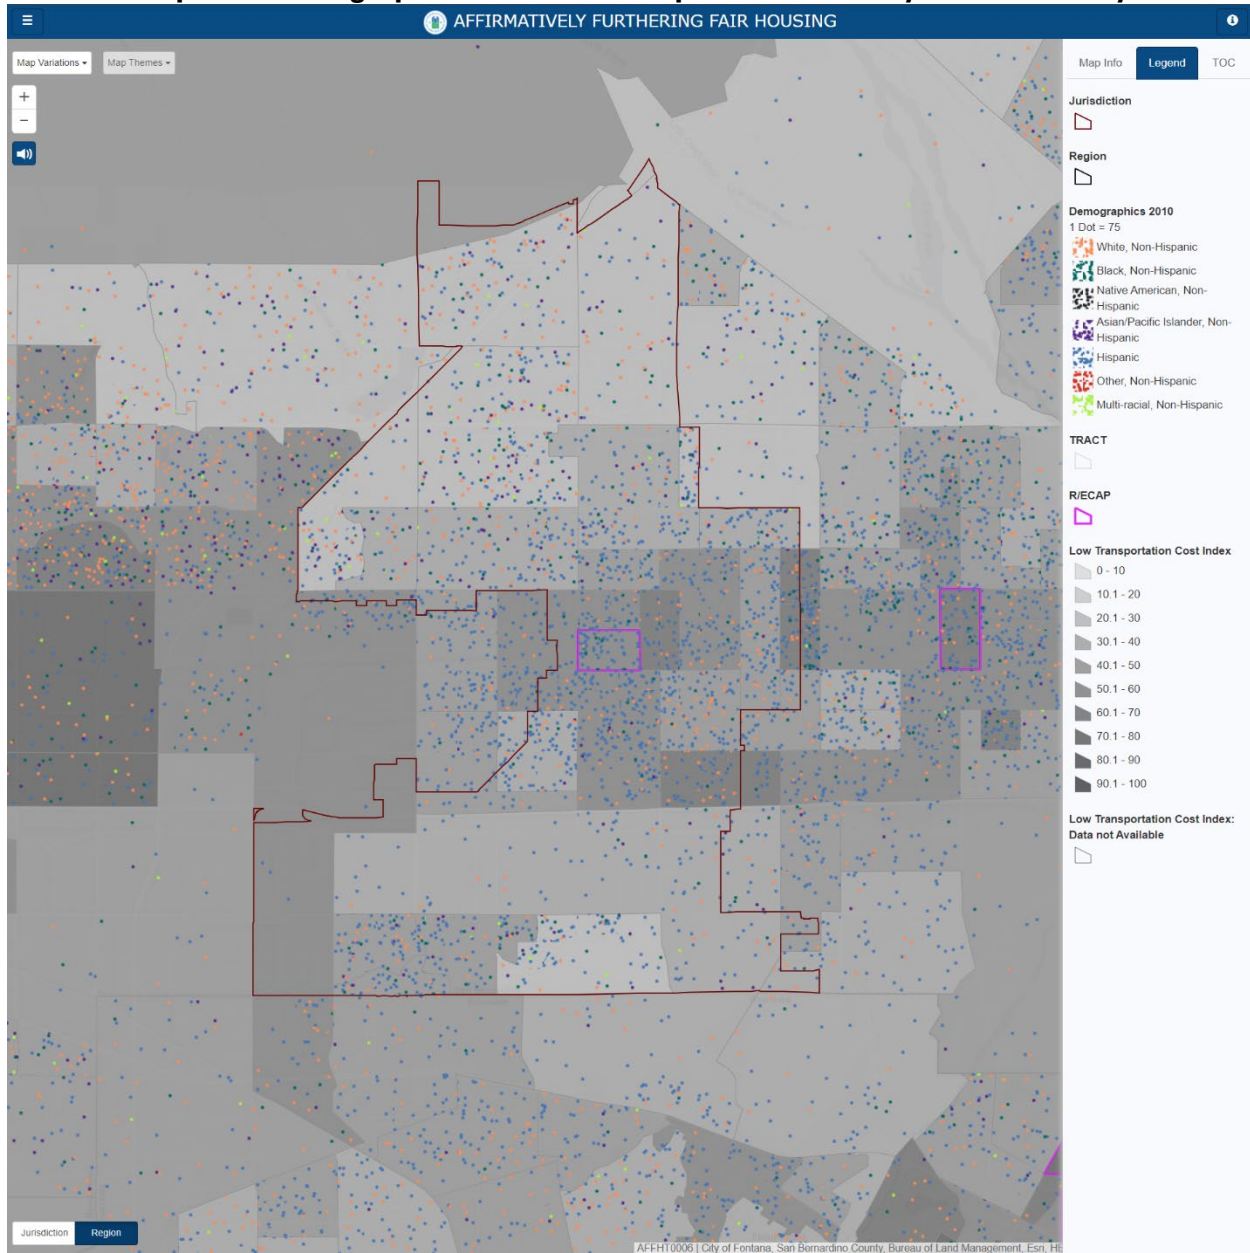 AFFIRMATIVELY FURTHERING FAIR HOUSING
Map Variations
Map Themes
+
−
Map Info
Legend
TOC
Jurisdiction
Region
Demographics 2010
1 Dot = 75
White, Non-Hispanic
Black, Non-Hispanic
Native American, Non-
Hispanic
Asian/Pacific Islander, Non-
Hispanic
Hispanic
Other, Non-Hispanic
Multi-racial, Non-Hispanic
TRACT
R/ECAP
Low Transportation Cost Index
0 - 10
10.1 - 20
20.1 - 30
30.1 - 40
40.1 - 50
50.1 - 60
60.1 - 70
70.1 - 80
80.1 - 90
90.1 - 100
Low Transportation Cost Index:
Data not Available
Jurisdiction
Region
AFFHT0006 | City of Fontana, San Bernardino County, Bureau of Land Management, Esri, HE